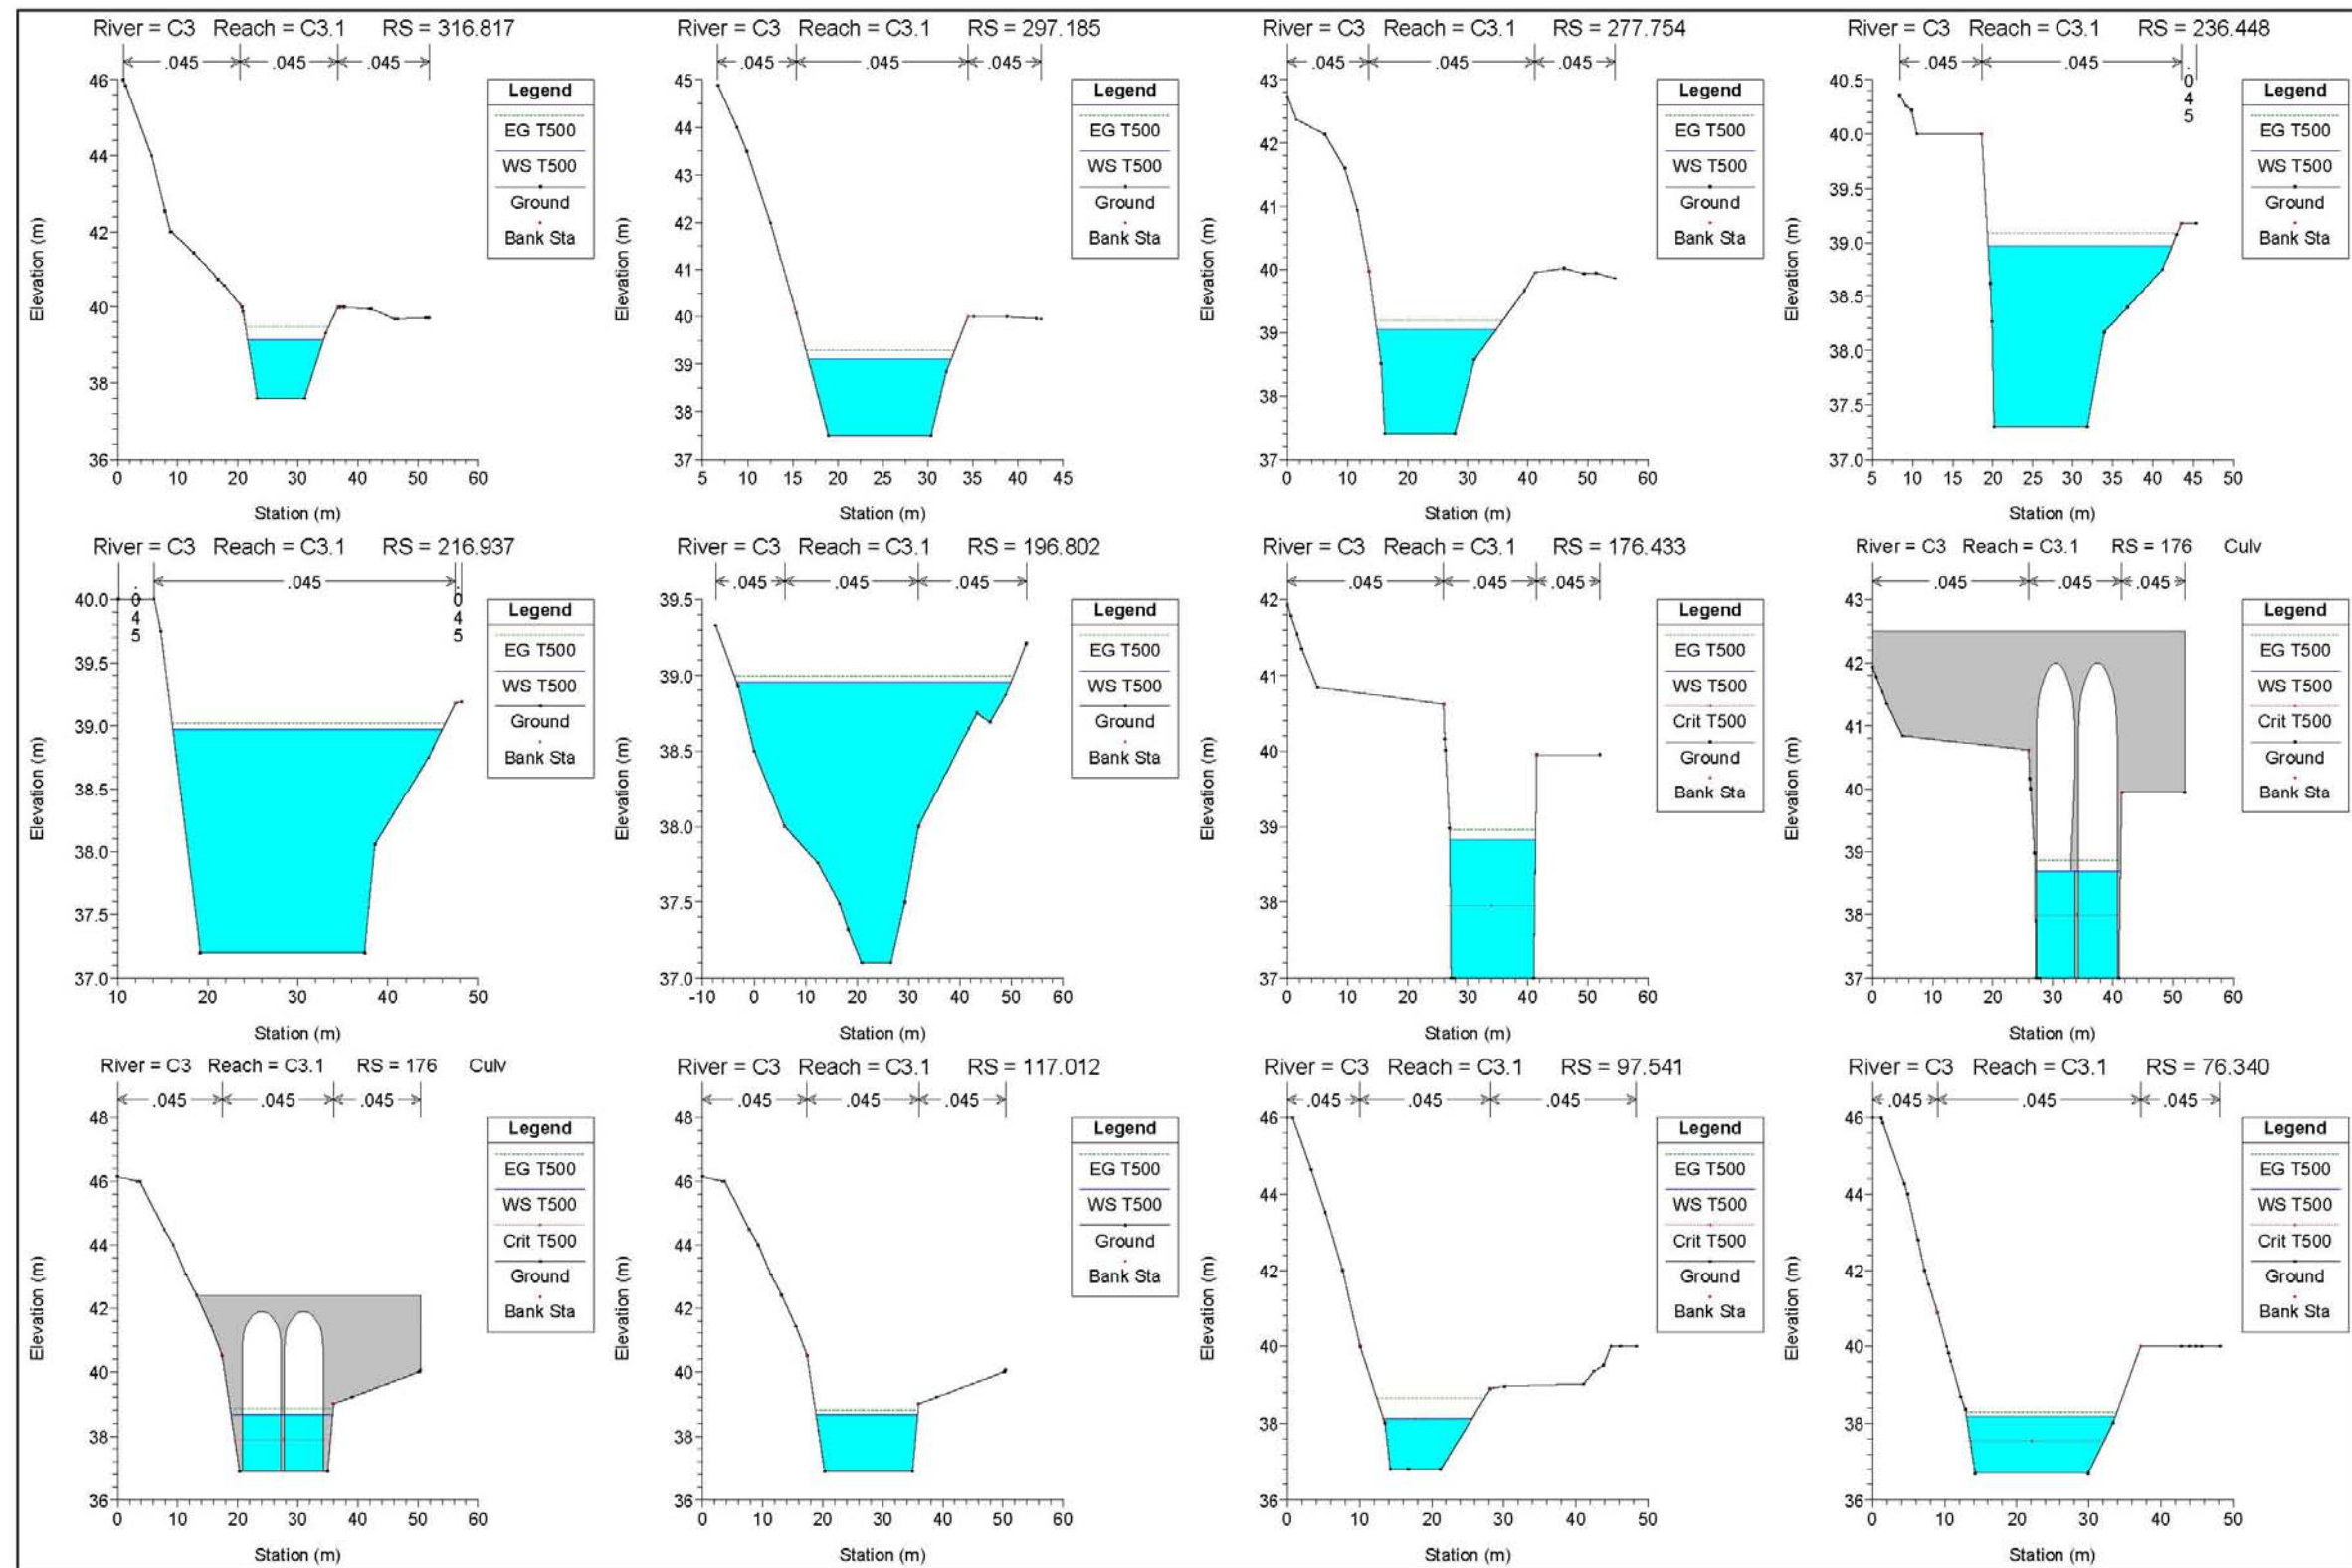 River = C3 Reach = C3.1 RS = 316.817
.045 .045 .045
46
44
42
40
38
36
Elevation (m)
0 10 20 30 40 50 60
Station (m)
Legend
EG T500
WS T500
Ground
Bank Sta
River = C3 Reach = C3.1 RS = 297.185
.045 .045 .045
45
44
43
42
41
40
39
38
37
Elevation (m)
5 10 15 20 25 30 35 40 45
Station (m)
Legend
EG T500
WS T500
Ground
Bank Sta
River = C3 Reach = C3.1 RS = 277.754
.045 .045 .045
43
42
41
40
39
38
37
Elevation (m)
0 10 20 30 40 50 60
Station (m)
Legend
EG T500
WS T500
Ground
Bank Sta
River = C3 Reach = C3.1 RS = 236.448
.045 .045 .045
40.5
40.0
39.5
39.0
38.5
38.0
37.5
37.0
Elevation (m)
5 10 15 20 25 30 35 40 45 50
Station (m)
Legend
EG T500
WS T500
Ground
Bank Sta
River = C3 Reach = C3.1 RS = 216.937
.045 .045 .045
40.0
39.5
39.0
38.5
38.0
37.5
37.0
Elevation (m)
10 20 30 40 50
Station (m)
Legend
EG T500
WS T500
Ground
Bank Sta
River = C3 Reach = C3.1 RS = 196.802
.045 .045 .045
39.5
39.0
38.5
38.0
37.5
37.0
Elevation (m)
-10 0 10 20 30 40 50 60
Station (m)
Legend
EG T500
WS T500
Ground
Bank Sta
River = C3 Reach = C3.1 RS = 176.433
.045 .045 .045
42
41
40
39
38
37
Elevation (m)
0 10 20 30 40 50 60
Station (m)
Legend
EG T500
WS T500
Crit T500
Ground
Bank Sta
River = C3 Reach = C3.1 RS = 176 Culv
.045 .045 .045
43
42
41
40
39
38
37
Elevation (m)
0 10 20 30 40 50 60
Station (m)
Legend
EG T500
WS T500
Crit T500
Ground
Bank Sta
River = C3 Reach = C3.1 RS = 176 Culv
.045 .045 .045
48
46
44
42
40
38
36
Elevation (m)
0 10 20 30 40 50 60
Station (m)
Legend
EG T500
WS T500
Crit T500
Ground
Bank Sta
River = C3 Reach = C3.1 RS = 117.012
.045 .045 .045
48
46
44
42
40
38
36
Elevation (m)
0 10 20 30 40 50 60
Station (m)
Legend
EG T500
WS T500
Ground
Bank Sta
River = C3 Reach = C3.1 RS = 97.541
.045 .045 .045
46
44
42
40
38
36
Elevation (m)
0 10 20 30 40 50
Station (m)
Legend
EG T500
WS T500
Crit T500
Ground
Bank Sta
River = C3 Reach = C3.1 RS = 76.340
.045 .045 .045
46
44
42
40
38
36
Elevation (m)
0 10 20 30 40 50
Station (m)
Legend
EG T500
WS T500
Crit T500
Ground
Bank Sta